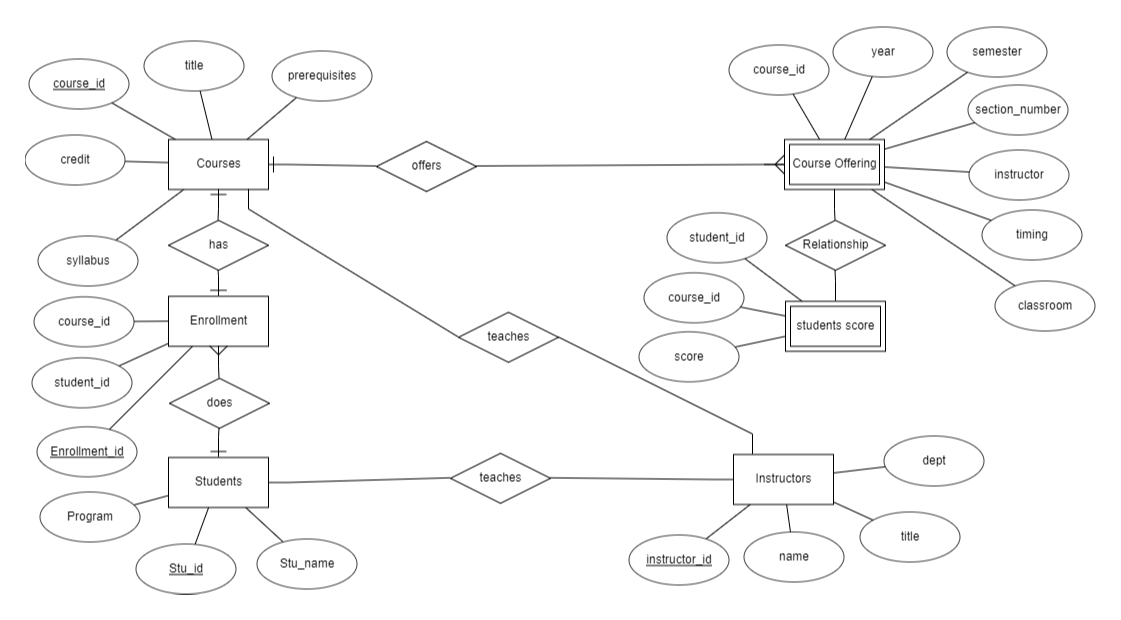 year
semester
title
course_id
prerequisites
course_id
section_number
credit
Courses
offers
Course Offering
instructor
timing
student_id
has
Relationship
syllabus
course_id
classroom
course_id
Enrollment
students score
teaches
score
student_id
does
Enrollment_id
dept
Students
teaches
Instructors
Program
title
name
instructor_id
Stu_id
Stu_name